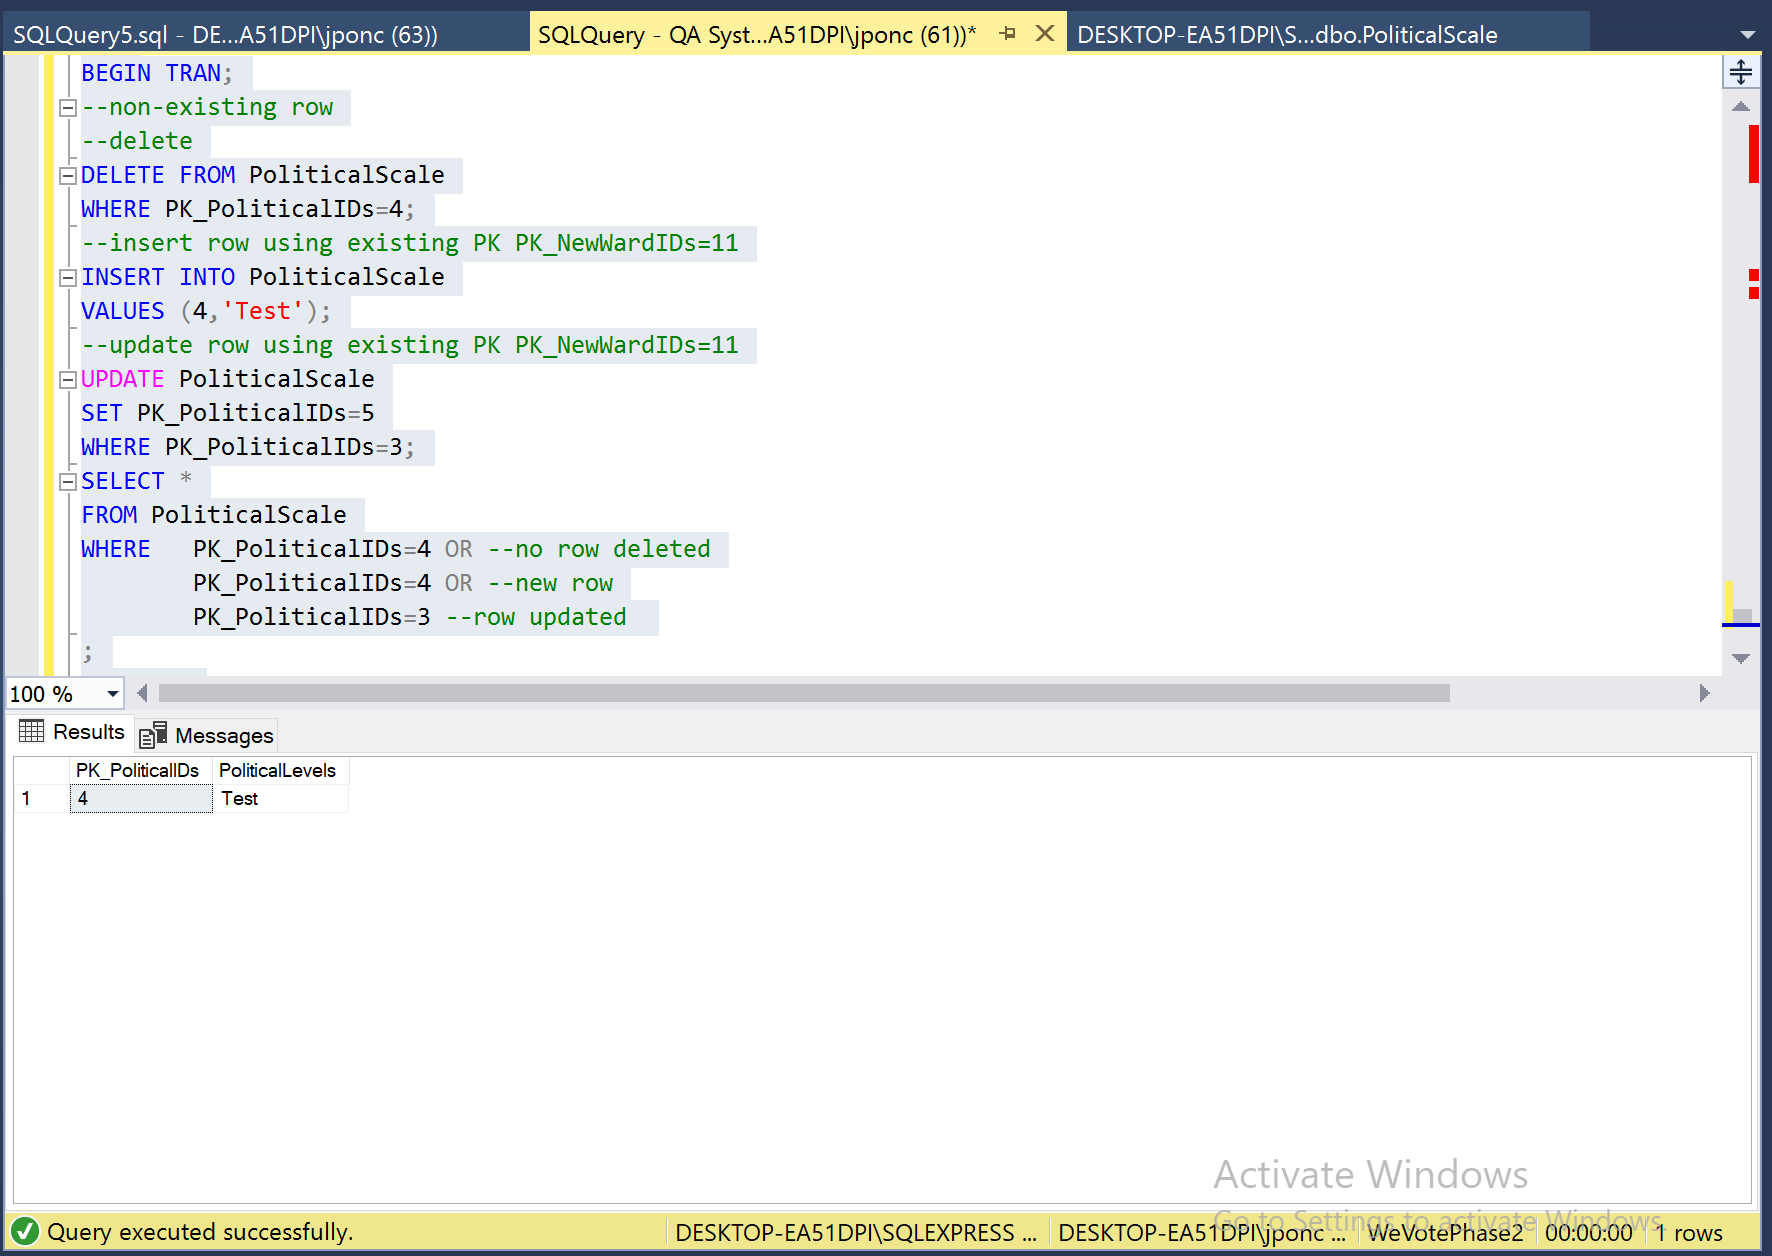 SQLQuery5.sql - DE...A51DPI\jponc (63))
SQLQuery - QA Syst...A51DPI\jponc (61))*
DESKTOP-EA51DPI\S...dbo.PoliticalScale
BEGIN TRAN;
--non-existing row
--delete
DELETE FROM PoliticalScale
WHERE PK_PoliticalIDs=4;
--insert row using existing PK PK_NewWardIDs=11
INSERT INTO PoliticalScale
VALUES (4,'Test');
--update row using existing PK PK_NewWardIDs=11
UPDATE PoliticalScale
SET PK_PoliticalIDs=5
WHERE PK_PoliticalIDs=3;
SELECT *
FROM PoliticalScale
WHERE PK_PoliticalIDs=4 OR --no row deleted
PK_PoliticalIDs=4 OR --new row
PK_PoliticalIDs=3 --row updated
;
100 %
Results
Messages
PK_PoliticalIDs PoliticalLevels
1 4 Test
Activate Windows
Go to Settings to activate Windows.
Query executed successfully.
DESKTOP-EA51DPI\SQLEXPRESS ...
DESKTOP-EA51DPI\jponc ...
WeVotePhase2
00:00:00
1 rows